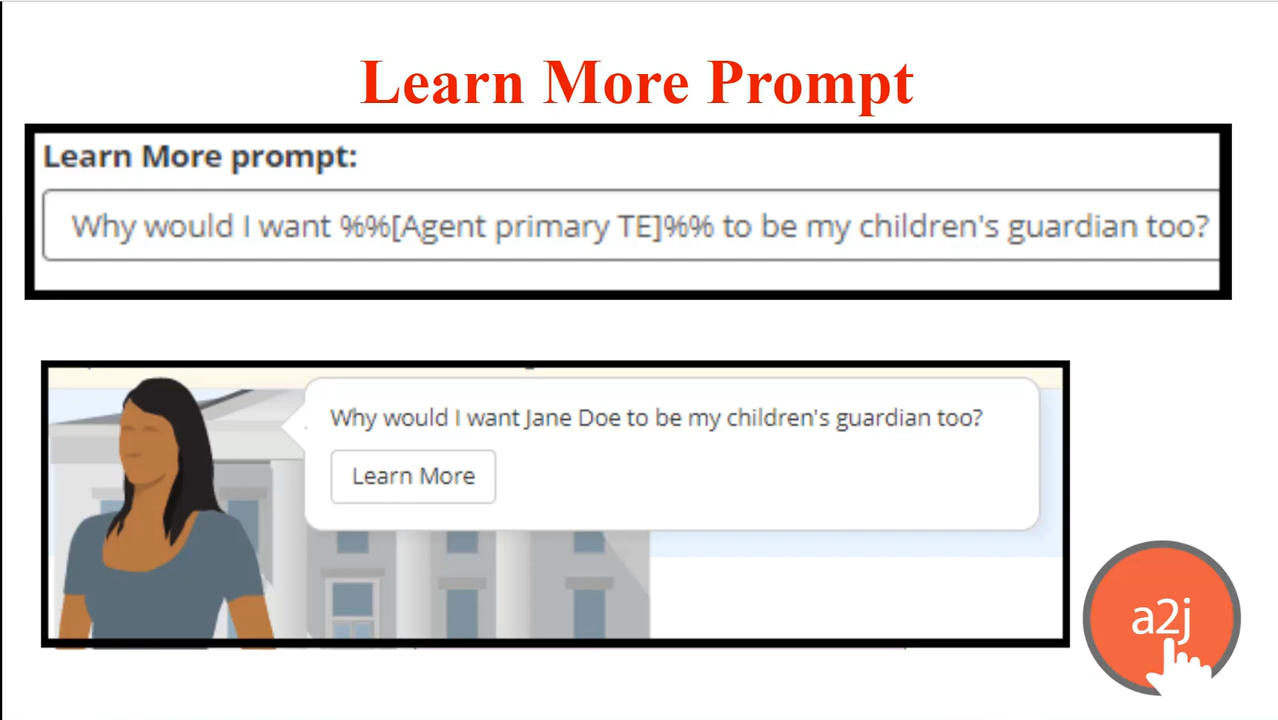 Learn More Prompt
Learn More prompt:
Why would I want %%[Agent primary TE]%% to be my children's guardian too?
Why would I want Jane Doe to be my children's guardian too?
Learn More
a2j